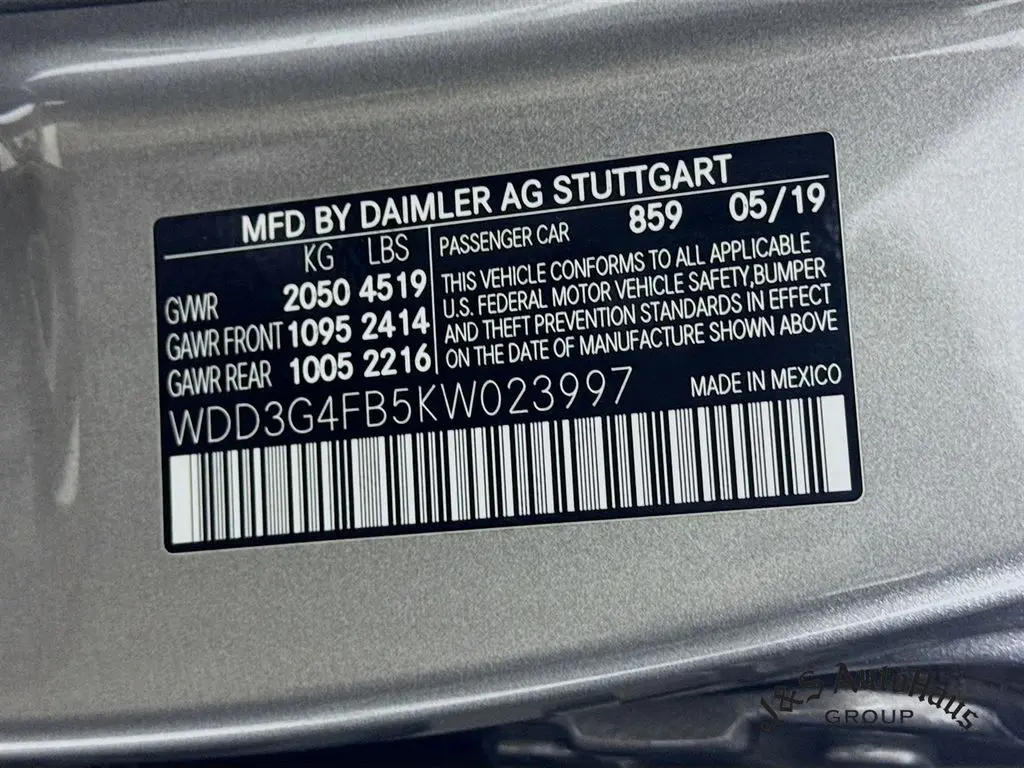 MFD BY DAIMLER AG STUTTGART
KG LBS
GVWR 2050 4519
GAWR FRONT 1095 2414
GAWR REAR 1005 2216
PASSENGER CAR 859 05/19
THIS VEHICLE CONFORMS TO ALL APPLICABLE
U.S. FEDERAL MOTOR VEHICLE SAFETY,BUMPER
AND THEFT PREVENTION STANDARDS IN EFFECT
ON THE DATE OF MANUFACTURE SHOWN ABOVE
WDD3G4FB5KW023997
MADE IN MEXICO
J&S AutoHaus
GROUP